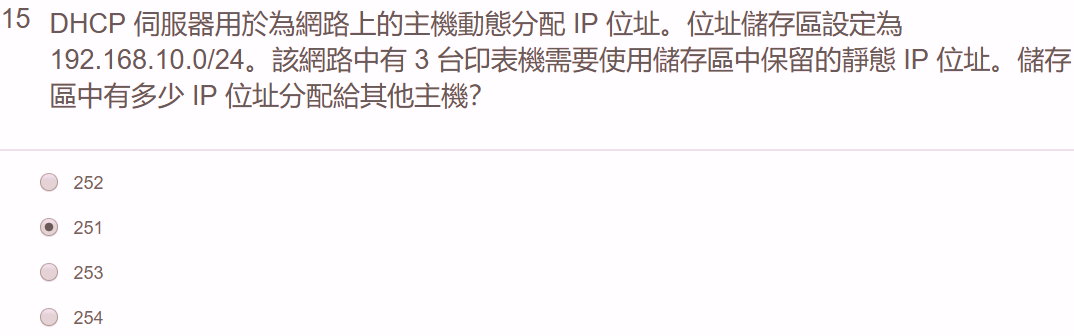 15 DHCP 伺服器用於為網路上的主機動態分配 IP 位址。位址儲存區設定為
192.168.10.0/24。該網路中有 3 台印表機需要使用儲存區中保留的靜態 IP 位址。儲存
區中有多少 IP 位址分配給其他主機？
252
251
253
254